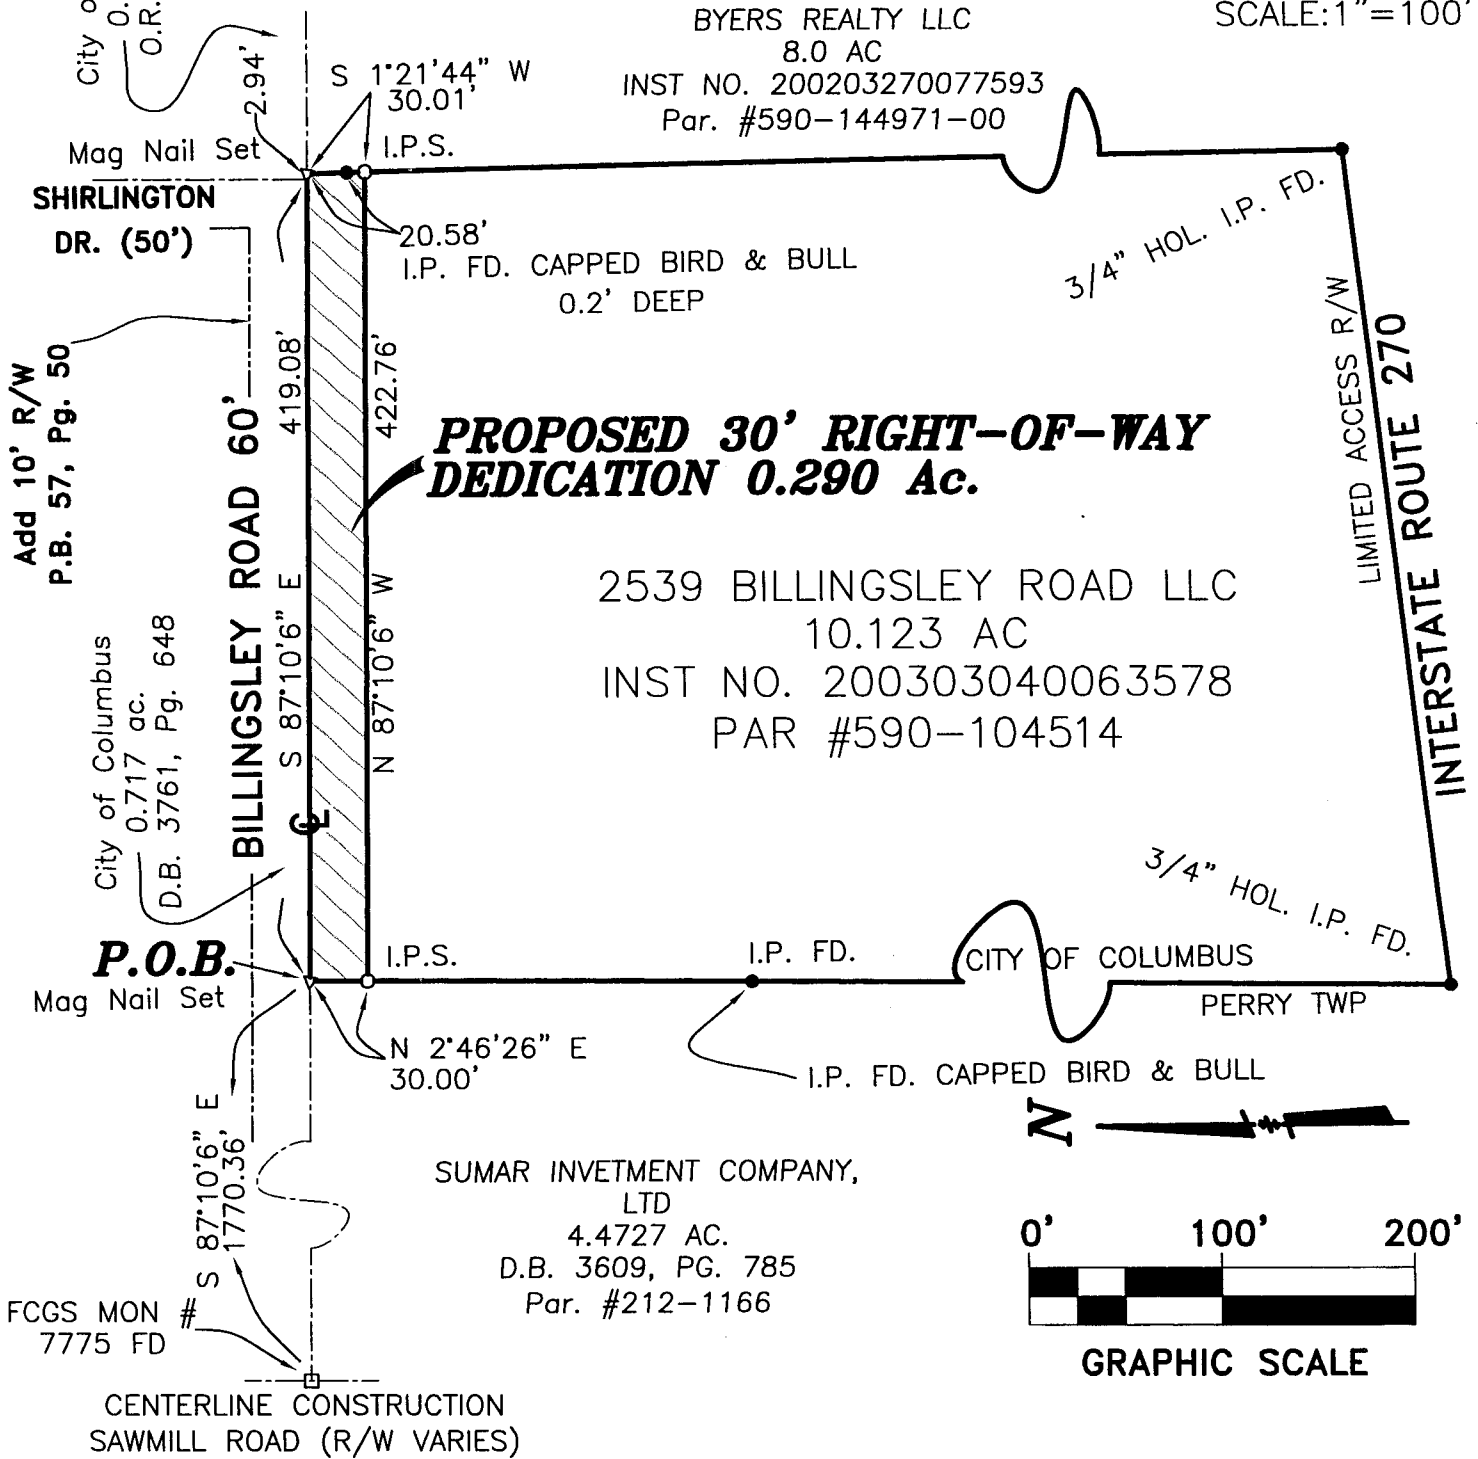 City o
O.
O.R.
2.94'
BYERS REALTY LLC
8.0 AC
INST NO. 200203270077593
Par. #590-144971-00
SCALE:1"=100'
S 1°21'44" W
30.01'
Mag Nail Set
I.P.S.
SHIRLINGTON
DR. (50')
20.58'
I.P. FD. CAPPED BIRD & BULL
0.2' DEEP
3/4" HOL. I.P. FD.
LIMITED ACCESS R/W
INTERSTATE ROUTE 270
Add 10' R/W
P.B. 57, Pg. 50
419.08'
422.76'
PROPOSED 30' RIGHT-OF-WAY
DEDICATION 0.290 Ac.
BILLINGSLEY ROAD 60'
S 87°10'6" E
N 87°10'6" W
2539 BILLINGSLEY ROAD LLC
10.123 AC
INST NO. 200303040063578
PAR #590-104514
City of Columbus
0.717 ac.
D.B. 3761, Pg. 648
CL
3/4" HOL. I.P. FD.
P.O.B.
Mag Nail Set
I.P.S.
I.P. FD.
CITY OF COLUMBUS
PERRY TWP
N 2°46'26" E
30.00'
I.P. FD. CAPPED BIRD & BULL
N
S 87°10'6" E
1770.36'
SUMAR INVETMENT COMPANY,
LTD
4.4727 AC.
D.B. 3609, PG. 785
Par. #212-1166
0' 100' 200'
GRAPHIC SCALE
FCGS MON #
7775 FD
CENTERLINE CONSTRUCTION
SAWMILL ROAD (R/W VARIES)